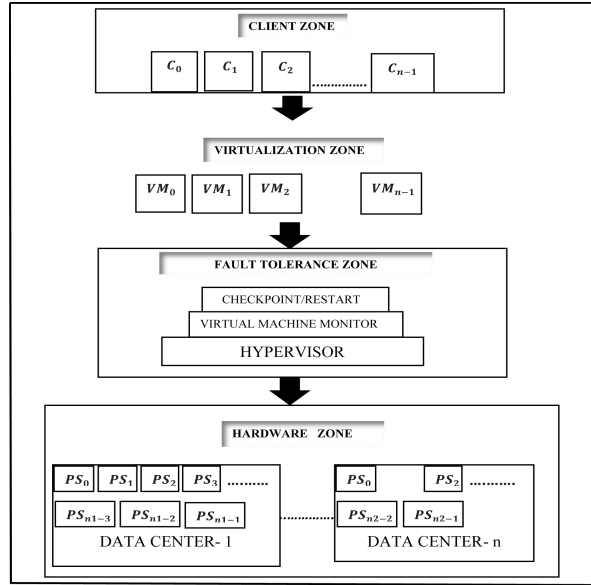 CLIENT ZONE
C₀ C₁ C₂ .............. Cₙ₋₁
VIRTUALIZATION ZONE
VM₀ VM₁ VM₂ VMₙ₋₁
FAULT TOLERANCE ZONE
CHECKPOINT/RESTART
VIRTUAL MACHINE MONITOR
HYPERVISOR
HARDWARE ZONE
PS₀ PS₁ PS₂ PS₃ ..........
PSₙ₁₋₃ PSₙ₁₋₂ PSₙ₁₋₁
DATA CENTER- 1
..............
PS₀ PS₂ ..........
PSₙ₂₋₂ PSₙ₂₋₁
DATA CENTER- n